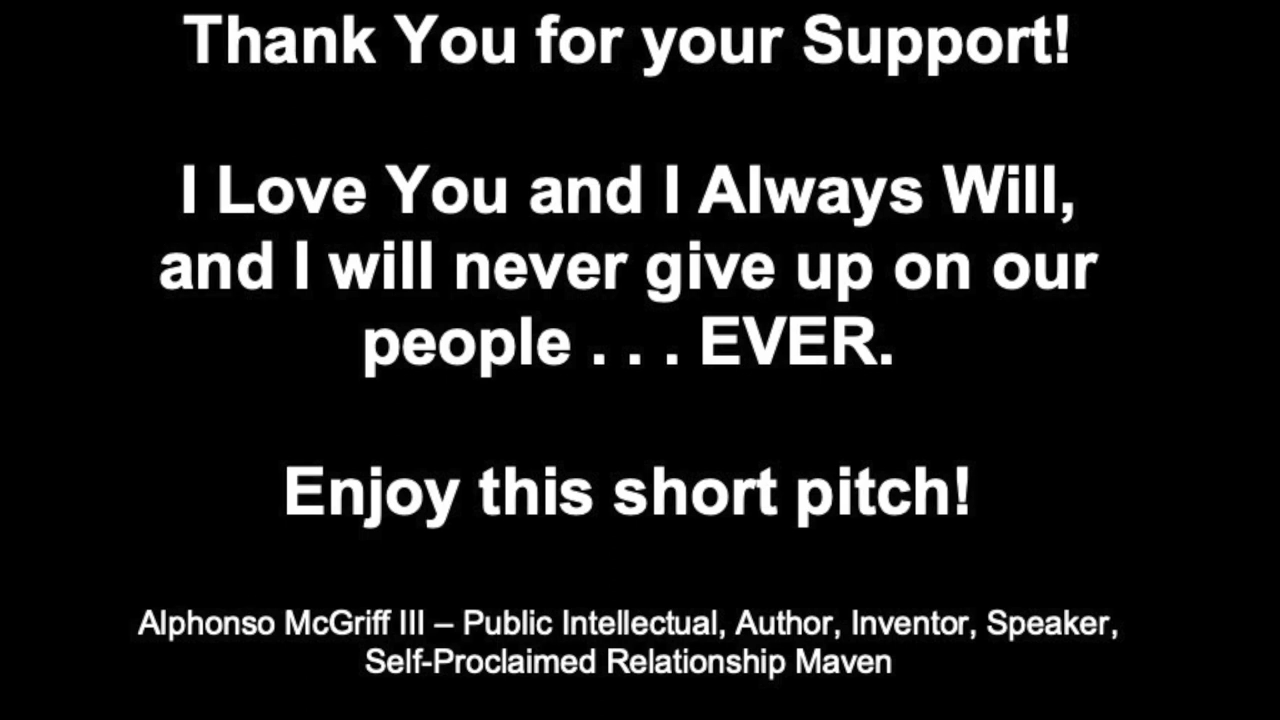 Thank You for your Support!
I Love You and I Always Will,
and I will never give up on our
people . . . EVER.
Enjoy this short pitch!
Alphonso McGriff III – Public Intellectual, Author, Inventor, Speaker,
Self-Proclaimed Relationship Maven